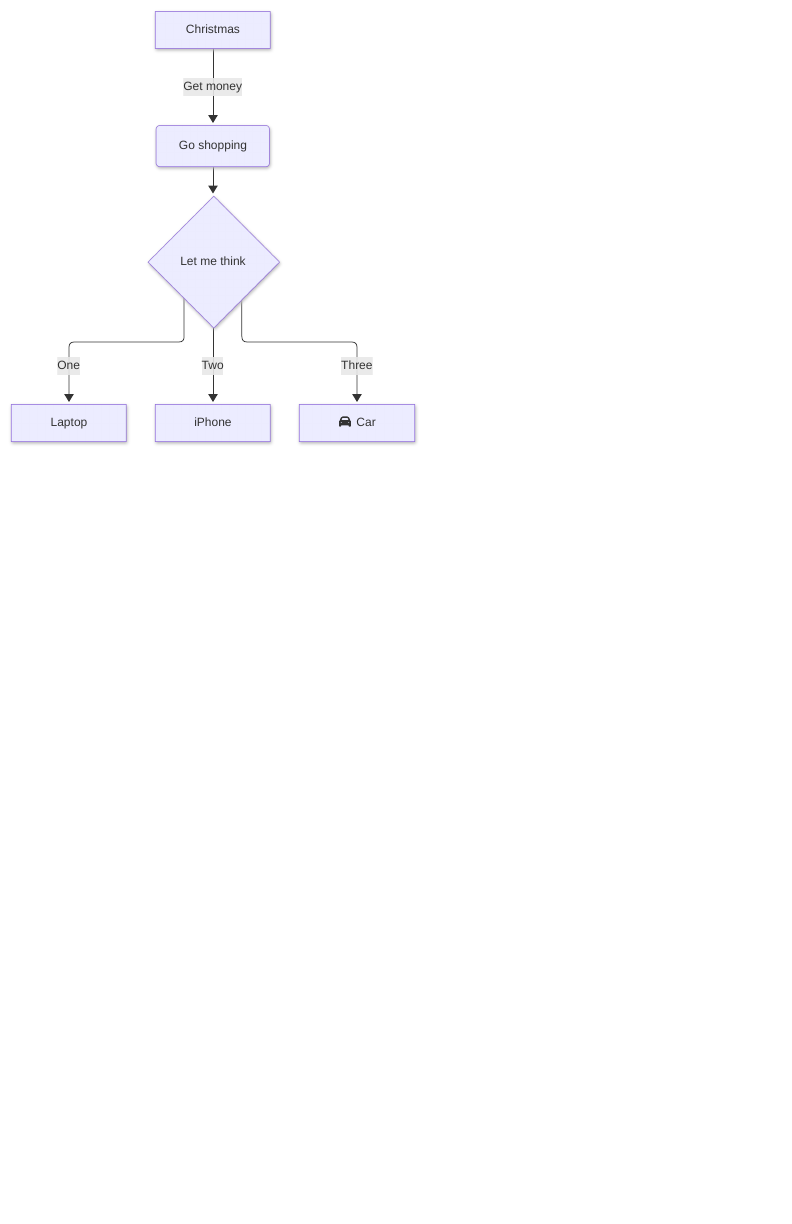 Christmas
Get money
Go shopping
Let me think
One
Two
Three
Laptop
iPhone
Car